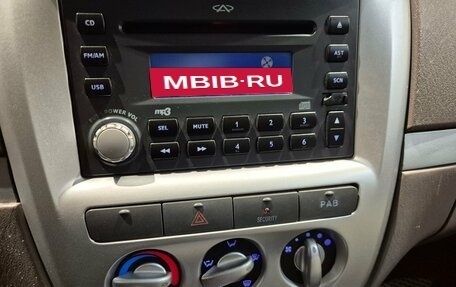 CD
FM/AM
AST
MBIB-RU
USB
SCN
mp3
POWER VOL
SEL MUTE 1 2 3
4 5 6
SECURITY
PAB